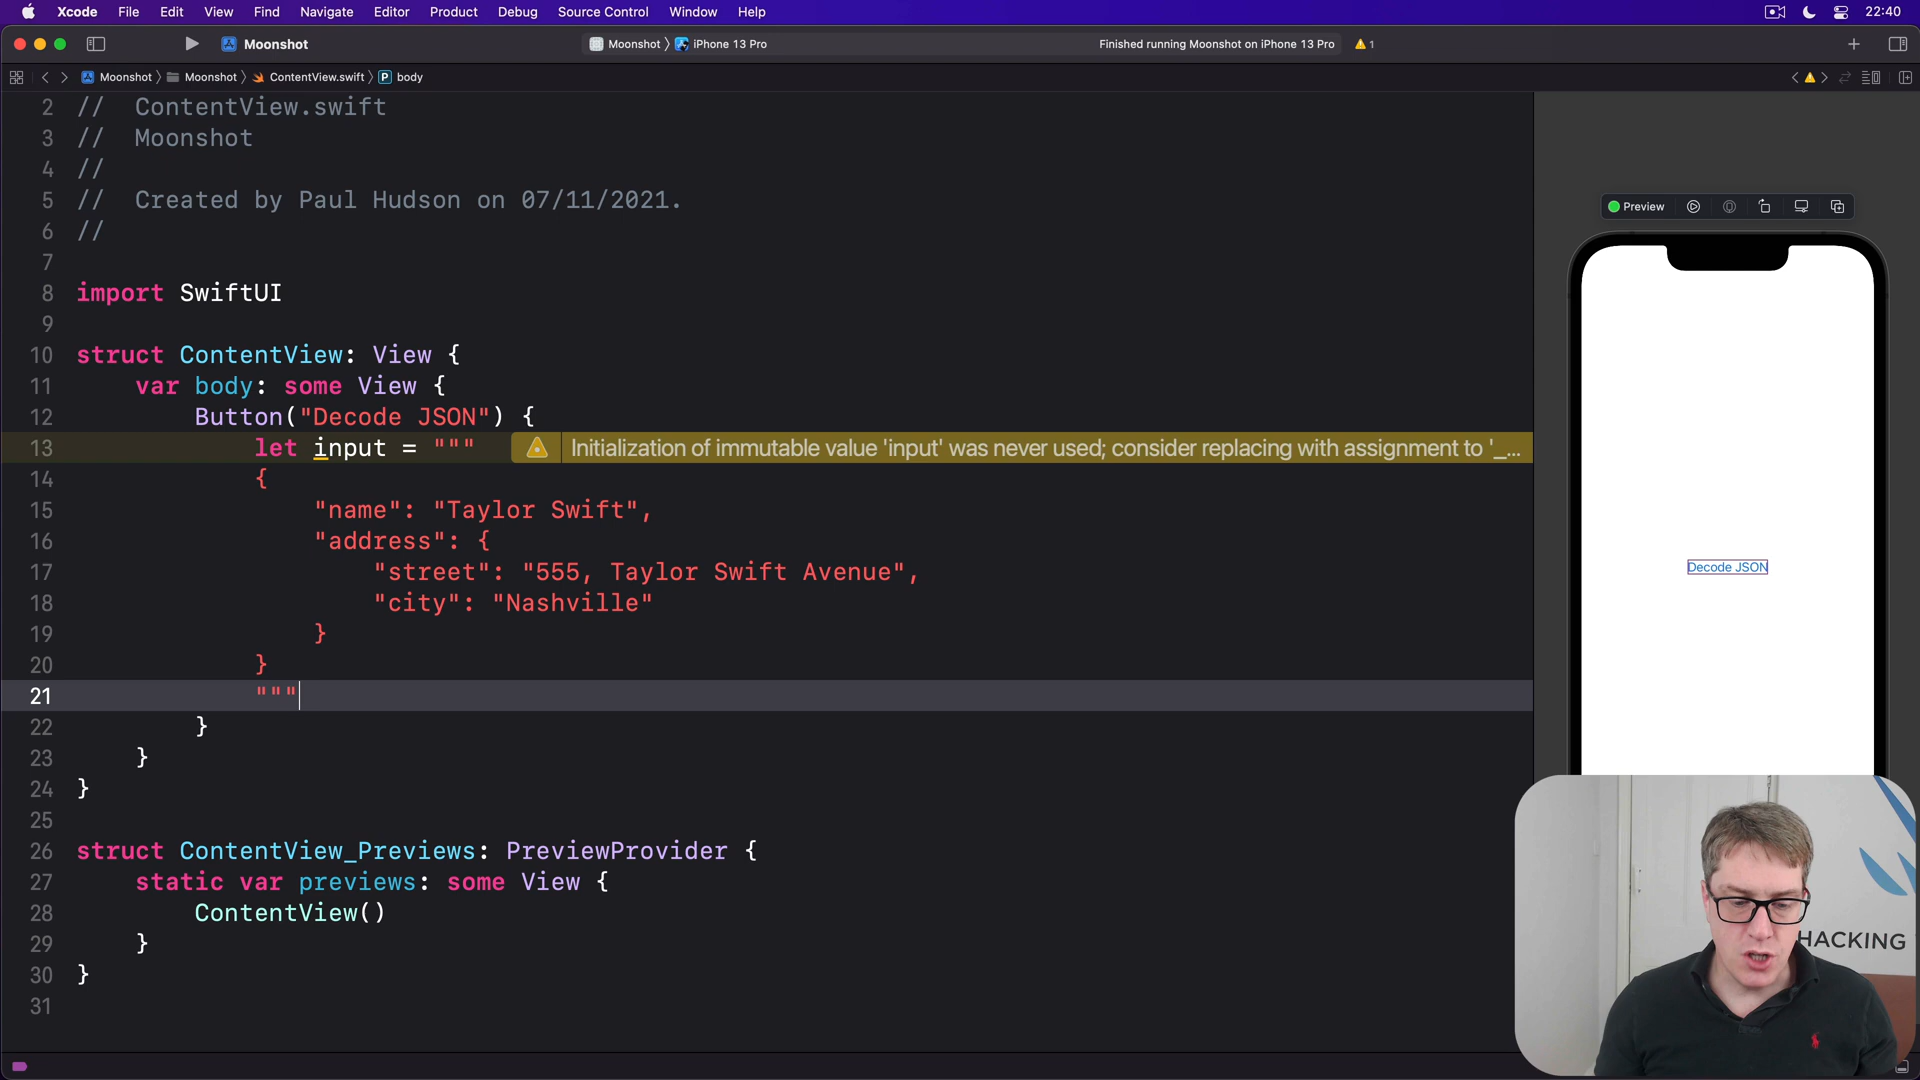 Xcode File Edit View Find Navigate Editor Product Debug Source Control Window Help 22:40
Moonshot Moonshot iPhone 13 Pro Finished running Moonshot on iPhone 13 Pro 1
Moonshot Moonshot ContentView.swift P body
2 // ContentView.swift
3 // Moonshot
4 //
5 // Created by Paul Hudson on 07/11/2021.
6 //
7
8 import SwiftUI
9
10 struct ContentView: View {
11 var body: some View {
12 Button("Decode JSON") {
13 let input = """ Initialization of immutable value 'input' was never used; consider replacing with assignment to '_...
14 {
15 "name": "Taylor Swift",
16 "address": {
17 "street": "555, Taylor Swift Avenue",
18 "city": "Nashville"
19 }
20 }
21 """
22 }
23 }
24 }
25
26 struct ContentView_Previews: PreviewProvider {
27 static var previews: some View {
28 ContentView()
29 }
30 }
31
Preview
Decode JSON
HACKING